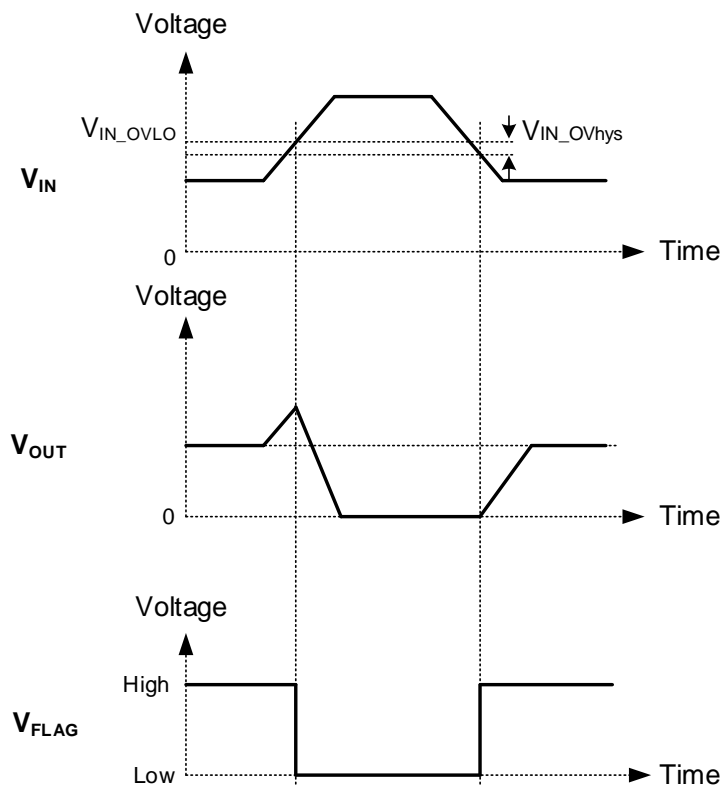 Voltage
VIN_OVLO
VIN_OVhys
VIN
0
Time
Voltage
VOUT
0
Time
Voltage
High
VFLAG
Low
Time